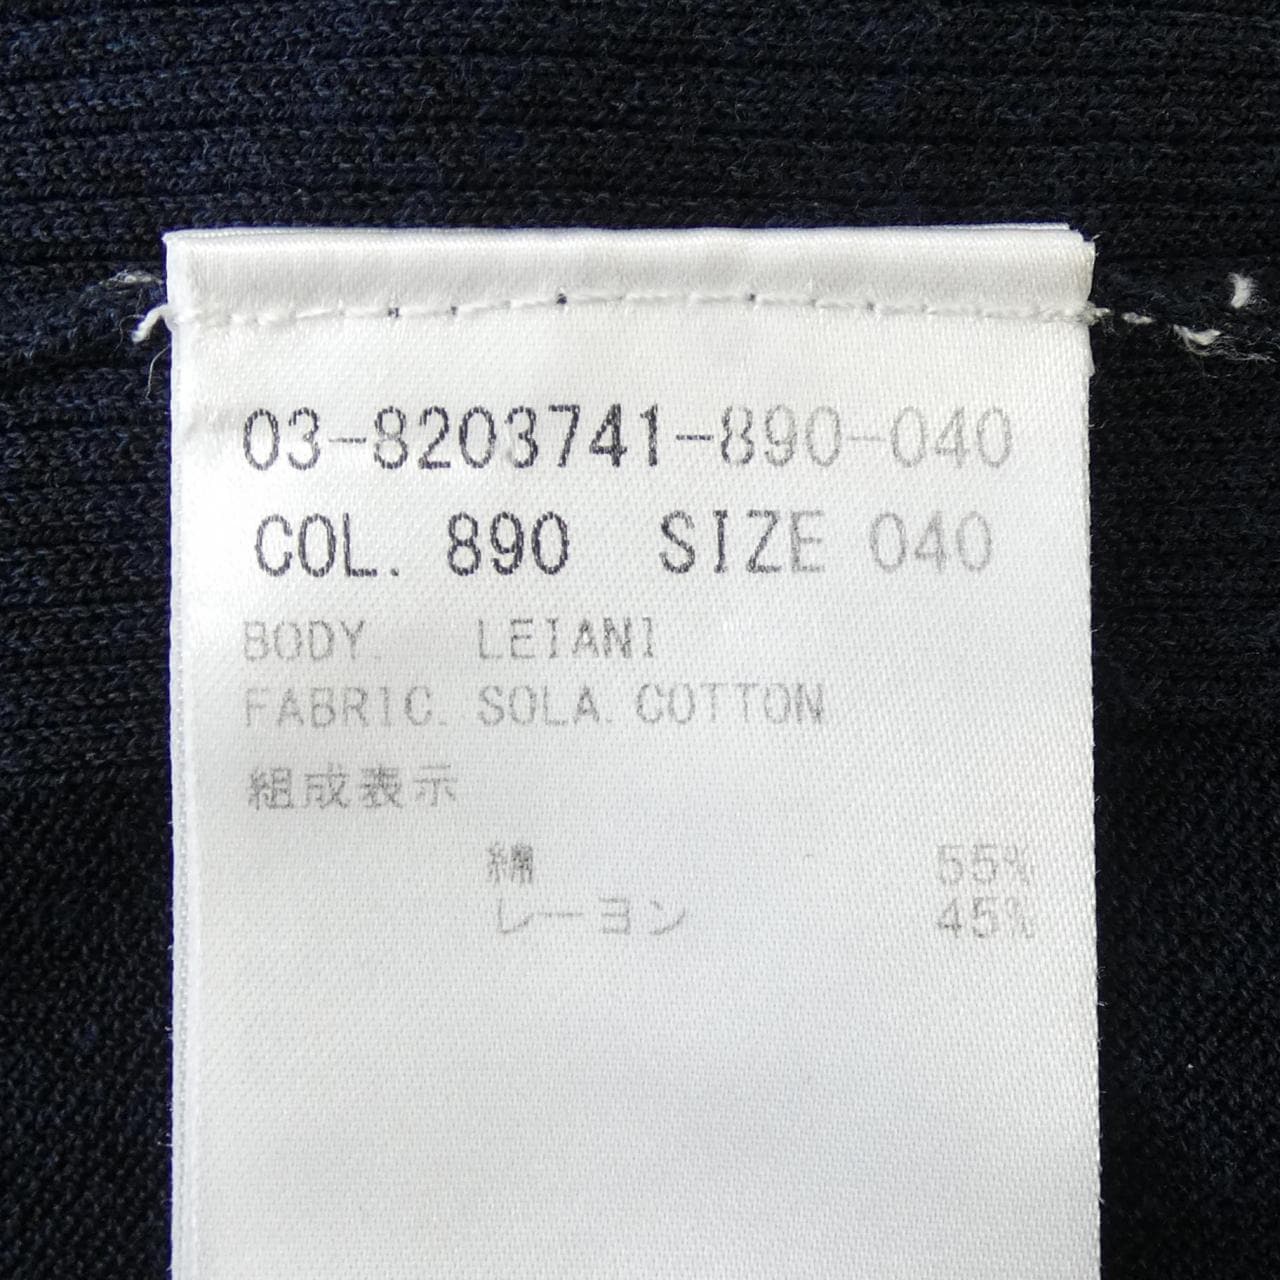 03-8203741-890-040
COL. 890 SIZE 040
BODY. LEIANI
FABRIC. SOLA. COTTON
組成表示
綿 55%
レーヨン 45%